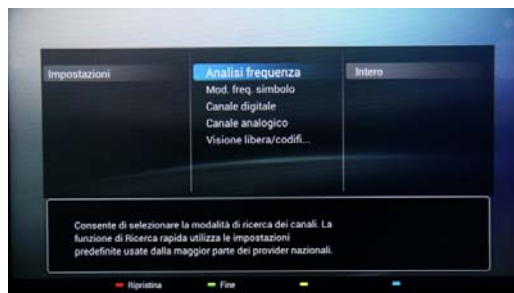 Impostazioni
Analisi frequenza
Intero
Mod. freq. simbolo
Canale digitale
Canale analogico
Visione libera/codifi...
Consente di selezionare la modalità di ricerca dei canali. La
funzione di Ricerca rapida utilizza le impostazioni
predefinite usate dalla maggior parte dei provider nazionali.
Ripristina
Fine